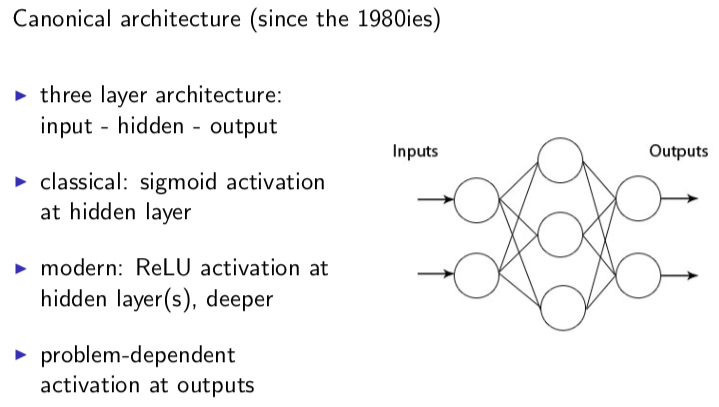 Canonical architecture (since the 1980ies)
three layer architecture:
input - hidden - output
classical: sigmoid activation
at hidden layer
modern: ReLU activation at
hidden layer(s), deeper
problem-dependent
activation at outputs
Inputs
Outputs